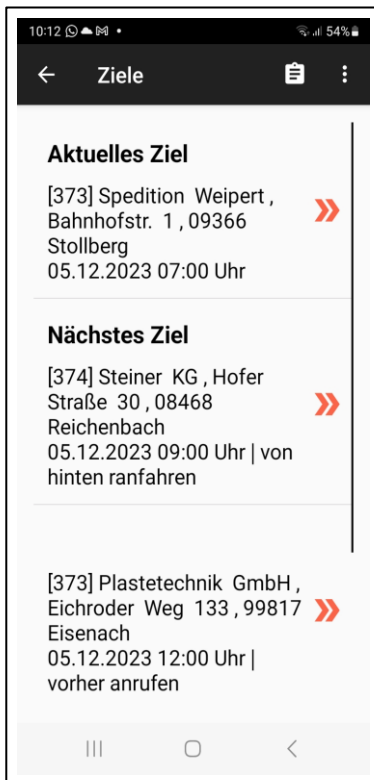 10:12 54%
Ziele
Aktuelles Ziel
[373] Spedition Weipert ,
Bahnhofstr. 1 , 09366
Stollberg
05.12.2023 07:00 Uhr
Nächstes Ziel
[374] Steiner KG , Hofer
Straße 30 , 08468
Reichenbach
05.12.2023 09:00 Uhr | von
hinten ranfahren
[373] Plastetechnik GmbH ,
Eichroder Weg 133 , 99817
Eisenach
05.12.2023 12:00 Uhr |
vorher anrufen